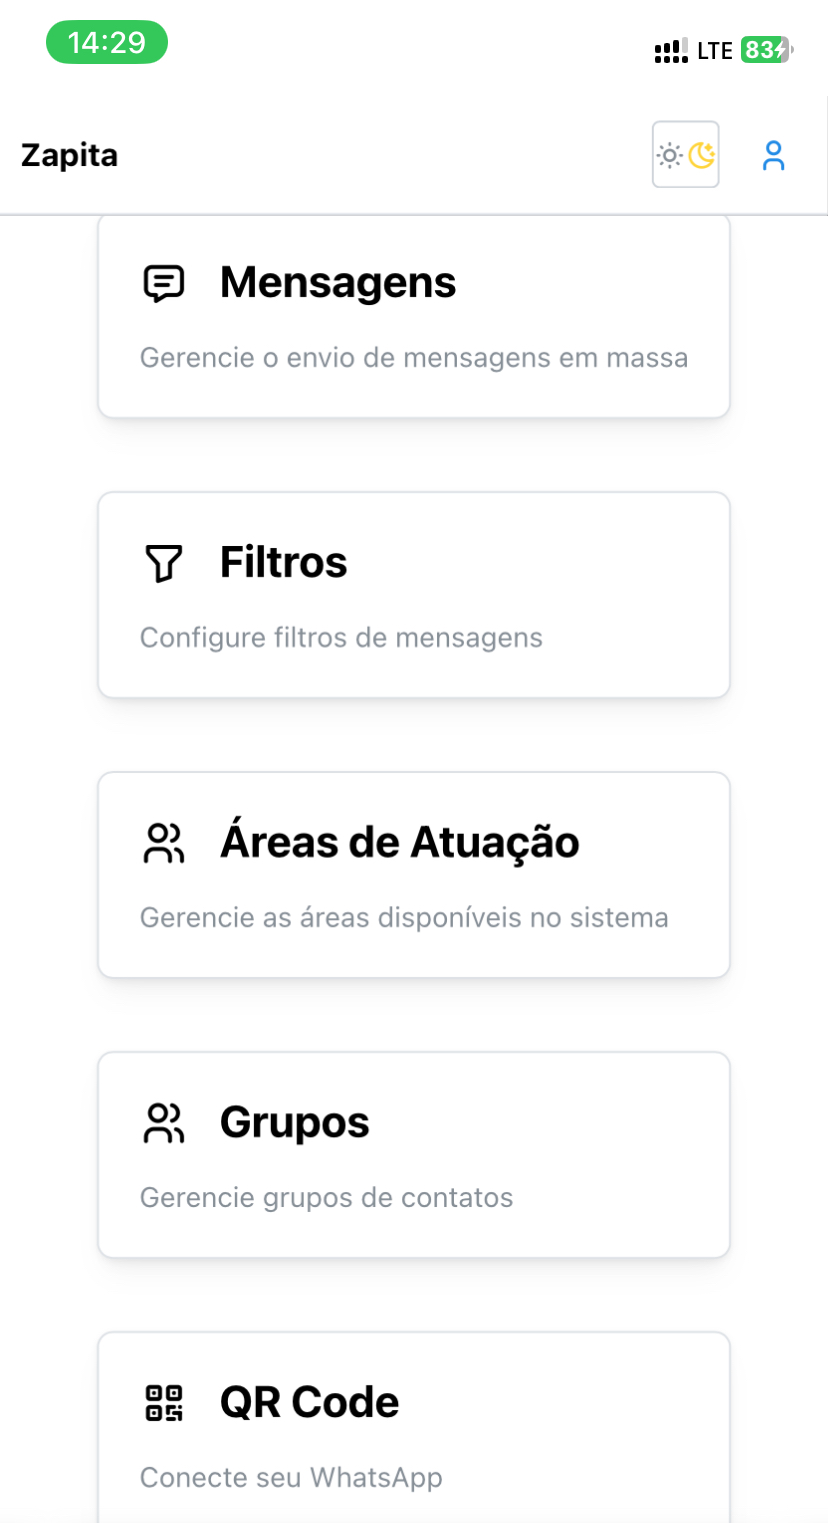 14:29
LTE 83
Zapita
Mensagens
Gerencie o envio de mensagens em massa
Filtros
Configure filtros de mensagens
Áreas de Atuação
Gerencie as áreas disponíveis no sistema
Grupos
Gerencie grupos de contatos
QR Code
Conecte seu WhatsApp